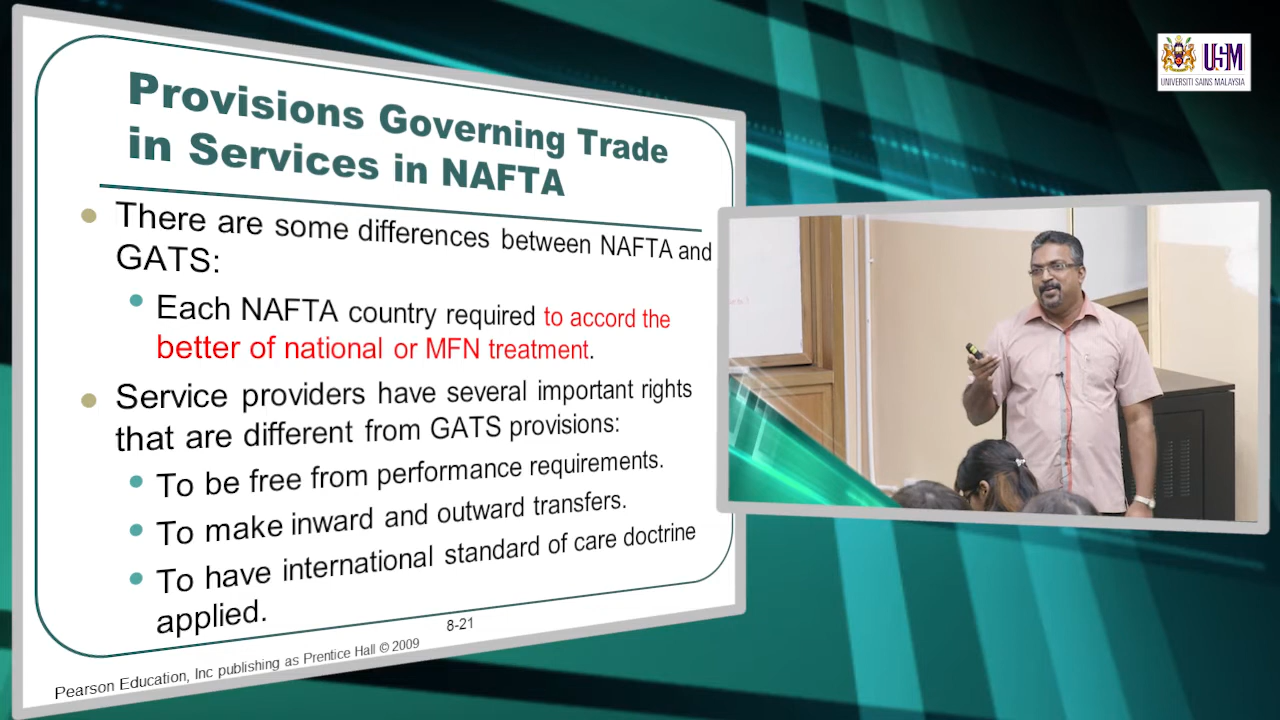 Provisions Governing Trade
in Services in NAFTA
There are some differences between NAFTA and
GATS:
Each NAFTA country required to accord the
better of national or MFN treatment.
Service providers have several important rights
that are different from GATS provisions:
To be free from performance requirements.
To make inward and outward transfers.
To have international standard of care doctrine
applied.
8-21
Pearson Education, Inc publishing as Prentice Hall © 2009
USM
UNIVERSITI SAINS MALAYSIA